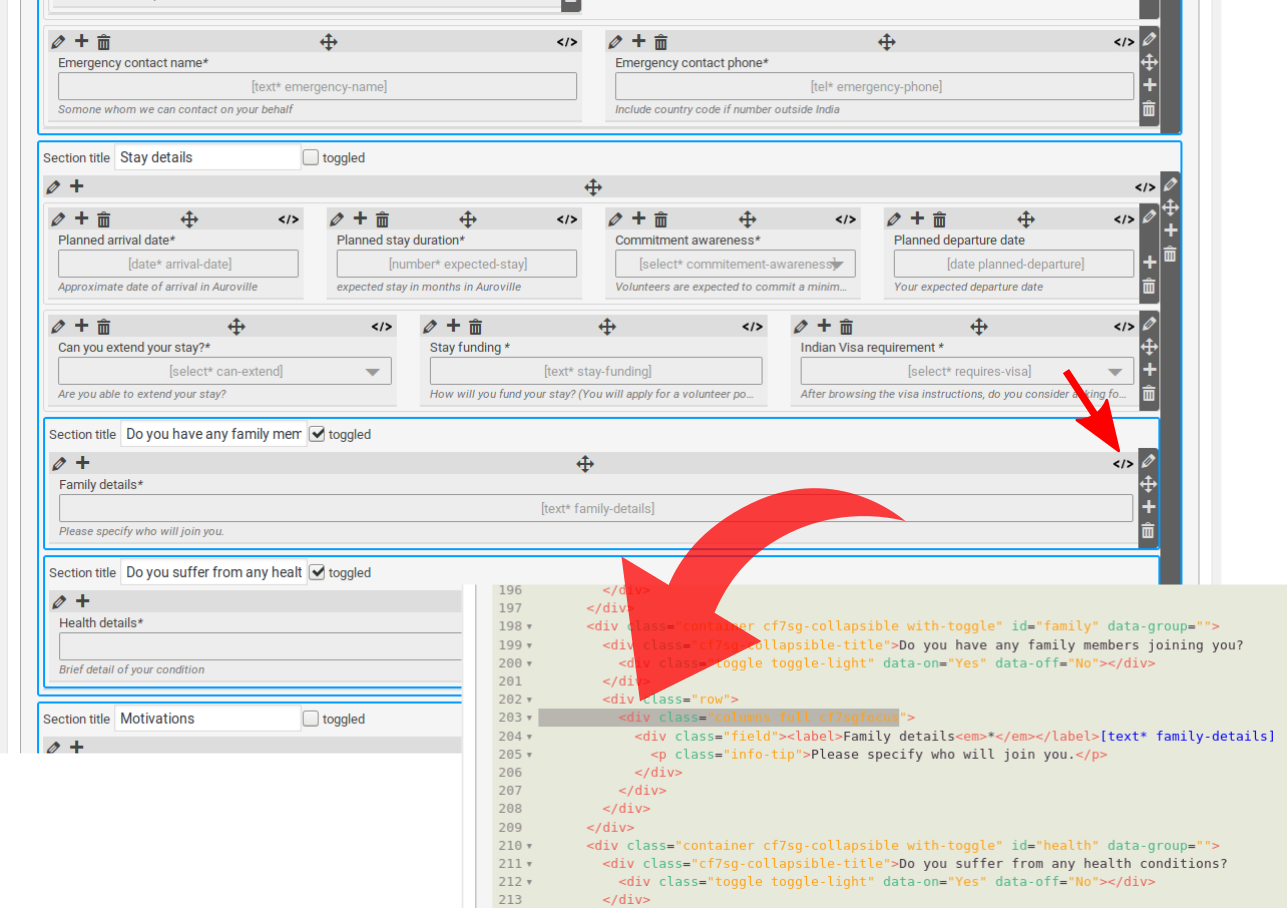 </> </>
Emergency contact name* Emergency contact phone*
[text* emergency-name] [tel* emergency-phone]
Somone whom we can contact on your behalf Include country code if number outside India
Section title Stay details toggled
</>
</> </> </> </>
Planned arrival date* Planned stay duration* Commitment awareness* Planned departure date
[date* arrival-date] [number* expected-stay] [select* commitement-awareness] [date planned-departure]
Approximate date of arrival in Auroville expected stay in months in Auroville Volunteers are expected to commit a minim... Your expected departure date
</> </> </>
Can you extend your stay?* Stay funding * Indian Visa requirement *
[select* can-extend] [text* stay-funding] [select* requires-visa]
Are you able to extend your stay? How will you fund your stay? (You will apply for a volunteer po... After browsing the visa instructions, do you consider asking fo...
Section title Do you have any family mem toggled
</>
Family details*
[text* family-details]
Please specify who will join you.
Section title Do you suffer from any healt toggled
Health details*
Brief detail of your condition
Section title Motivations toggled
196 </div>
197 </div>
198 <div class="container cf7sg-collapsible with-toggle" id="family" data-group="">
199 <div class="cf7sg-collapsible-title">Do you have any family members joining you?
200 <div class="toggle toggle-light" data-on="Yes" data-off="No"></div>
201 </div>
202 <div class="row">
203 <div class="columns full cf7sgfocus">
204 <div class="field"><label>Family details<em>*</em></label>[text* family-details]
205 <p class="info-tip">Please specify who will join you.</p>
206 </div>
207 </div>
208 </div>
209 </div>
210 <div class="container cf7sg-collapsible with-toggle" id="health" data-group="">
211 <div class="cf7sg-collapsible-title">Do you suffer from any health conditions?
212 <div class="toggle toggle-light" data-on="Yes" data-off="No"></div>
213 </div>